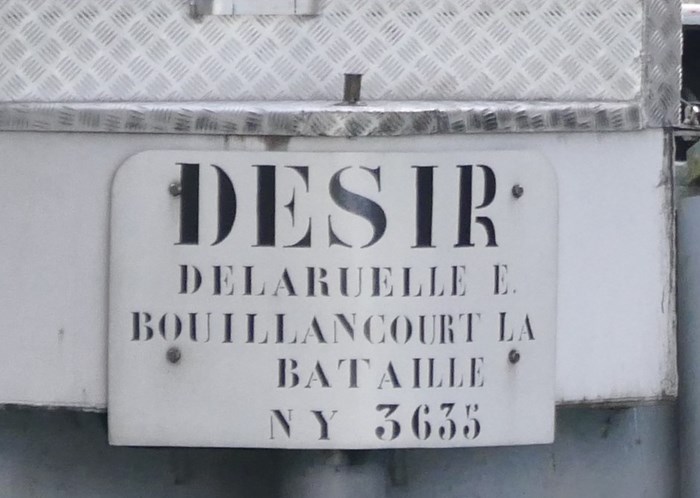 DESIR
DELARUELLE E.
BOUILLANCOURT LA
BATAILLE
NY 3635